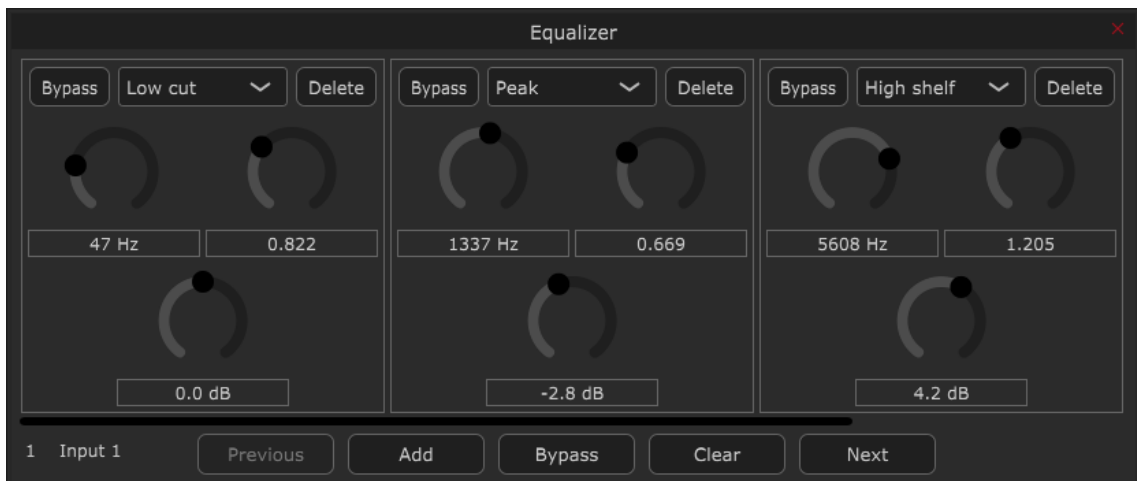 Equalizer
Bypass Low cut Delete Bypass Peak Delete Bypass High shelf Delete
47 Hz 0.822 1337 Hz 0.669 5608 Hz 1.205
0.0 dB -2.8 dB 4.2 dB
1 Input 1 Previous Add Bypass Clear Next